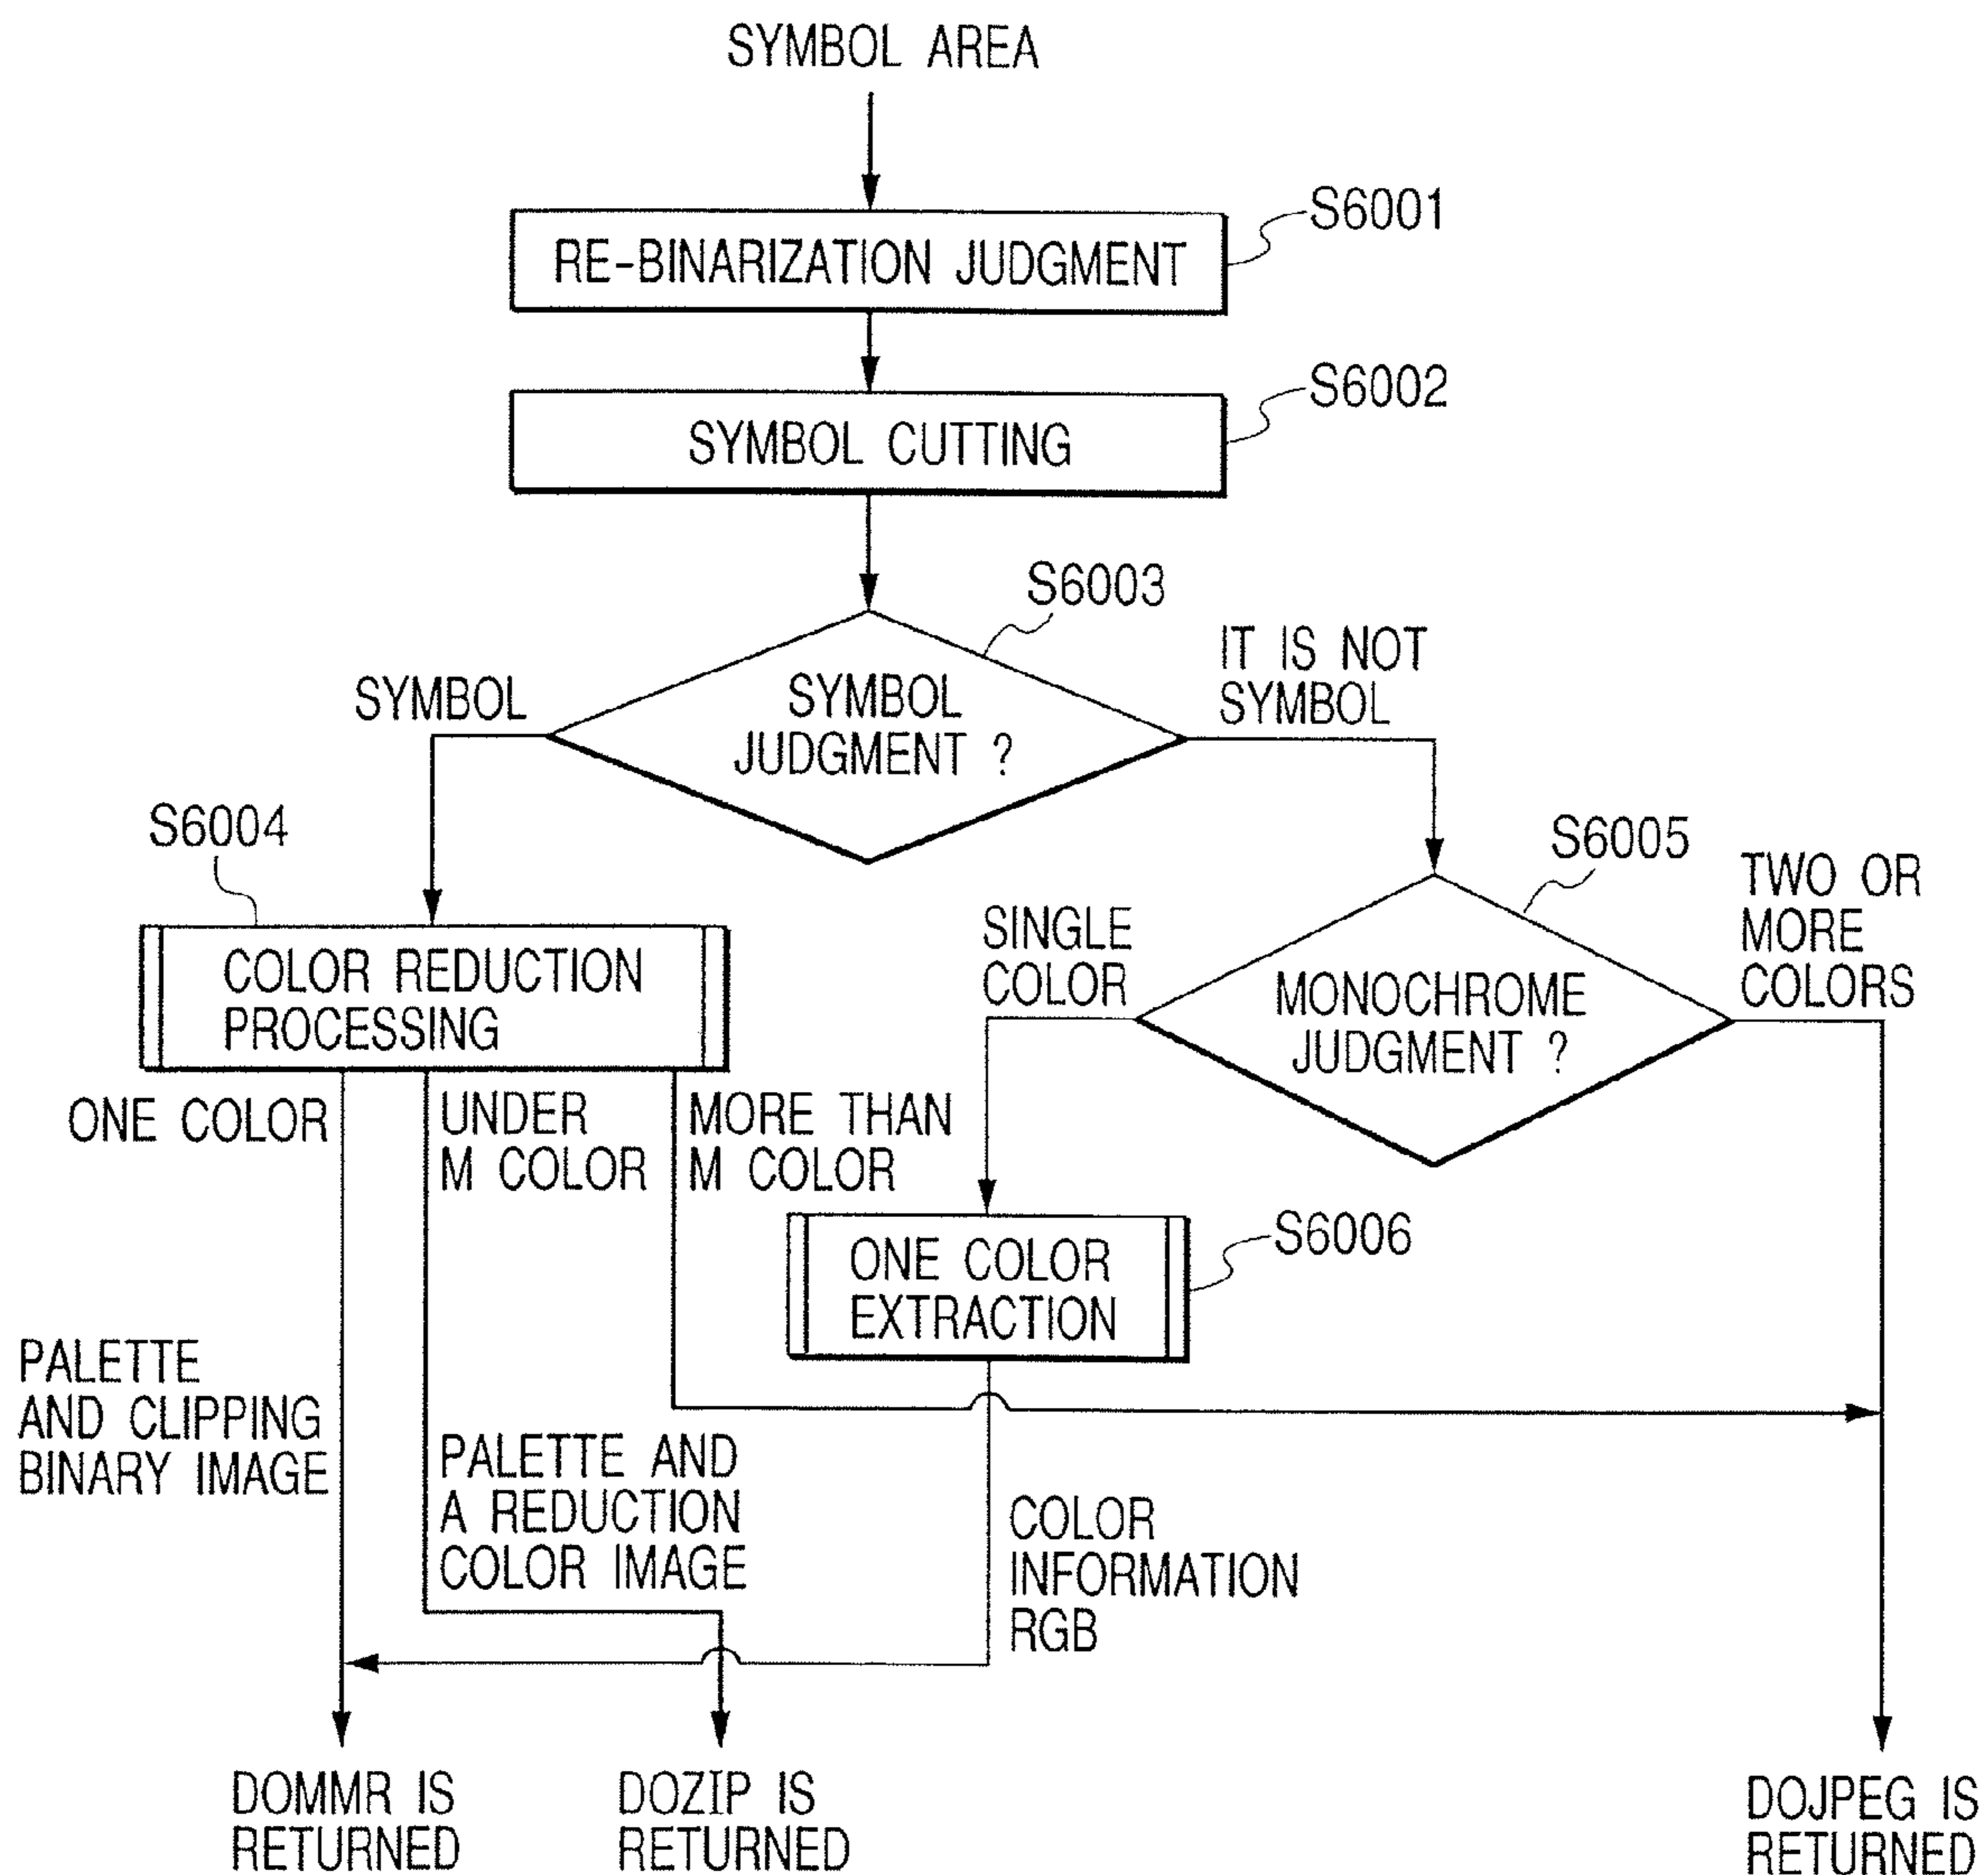 SYMBOL AREA
S6001
RE-BINARIZATION JUDGMENT
S6002
SYMBOL CUTTING
S6003
IT IS NOT
SYMBOL
SYMBOL
SYMBOL
JUDGMENT ?
S6004
S6005
TWO OR
MORE
COLORS
SINGLE
COLOR
COLOR REDUCTION
PROCESSING
MONOCHROME
JUDGMENT ?
ONE COLOR
UNDER
M COLOR
MORE THAN
M COLOR
S6006
ONE COLOR
EXTRACTION
PALETTE
AND CLIPPING
BINARY IMAGE
PALETTE AND
A REDUCTION
COLOR IMAGE
COLOR
INFORMATION
RGB
DOMMR IS
RETURNED
DOZIP IS
RETURNED
DOJPEG IS
RETURNED